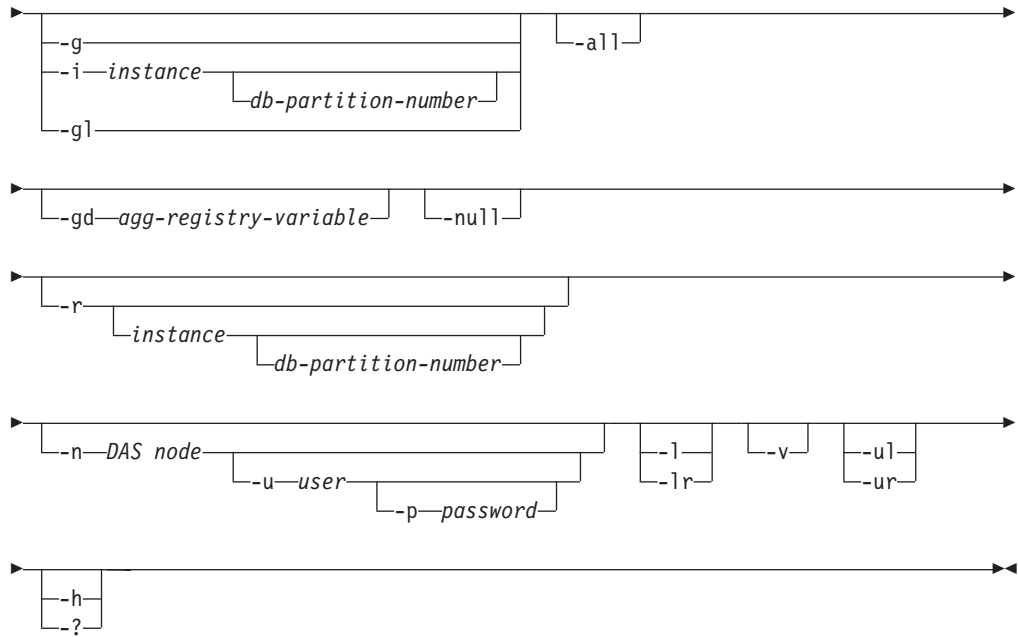 -g
-all
-i instance
db-partition-number
-gl
-gd agg-registry-variable
-null
-r
instance
db-partition-number
-n DAS node
-l
-v
-ul
-u user
-lr
-ur
-p password
-h
-?